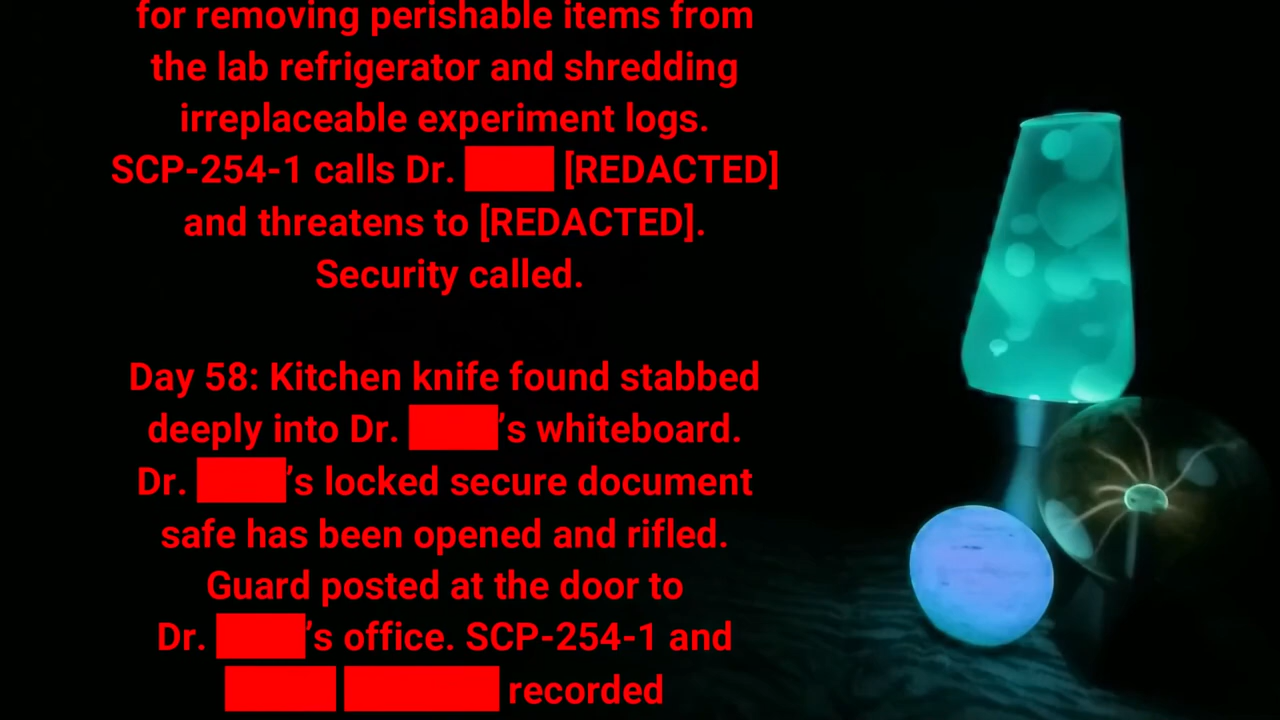 for removing perishable items from
the lab refrigerator and shredding
irreplaceable experiment logs.
SCP-254-1 calls Dr. ████ [REDACTED]
and threatens to [REDACTED].
Security called.
Day 58: Kitchen knife found stabbed
deeply into Dr. ████’s whiteboard.
Dr. ████’s locked secure document
safe has been opened and rifled.
Guard posted at the door to
Dr. ████’s office. SCP-254-1 and
█████ ███████ recorded